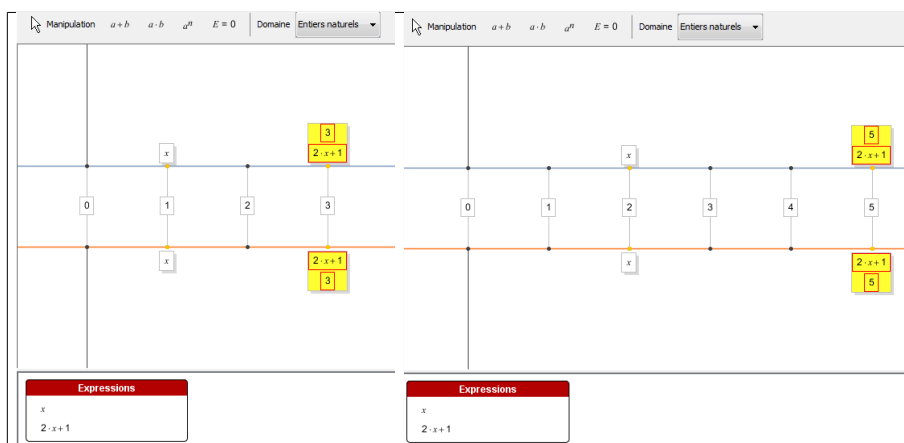 Manipulation a+b a·b aⁿ E = 0 Domaine Entiers naturels
3
2·x+1
x
0 1 2 3
x
2·x+1
3
Expressions
x
2·x+1
Manipulation a+b a·b aⁿ E = 0 Domaine Entiers naturels
5
2·x+1
x
0 1 2 3 4 5
x
2·x+1
5
Expressions
x
2·x+1